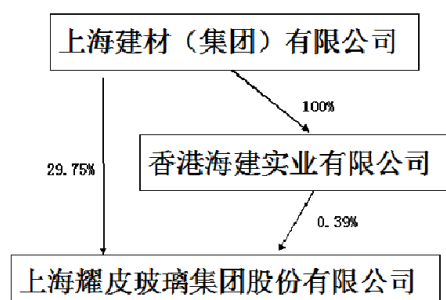 上海建材（集团）有限公司
100%
香港海建实业有限公司
29.75%
0.39%
上海耀皮玻璃集团股份有限公司